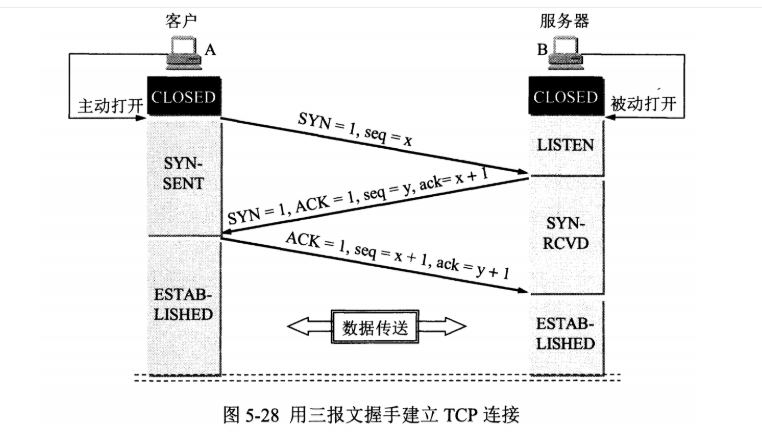 客户
服务器
A
B
CLOSED
CLOSED
主动打开
被动打开
SYN = 1, seq = x
LISTEN
SYN-
SENT
SYN = 1, ACK = 1, seq = y, ack= x + 1
SYN-
RCVD
ACK = 1, seq = x + 1, ack = y + 1
ESTAB-
LISHED
数据传送
ESTAB-
LISHED
图 5-28 用三报文握手建立 TCP 连接